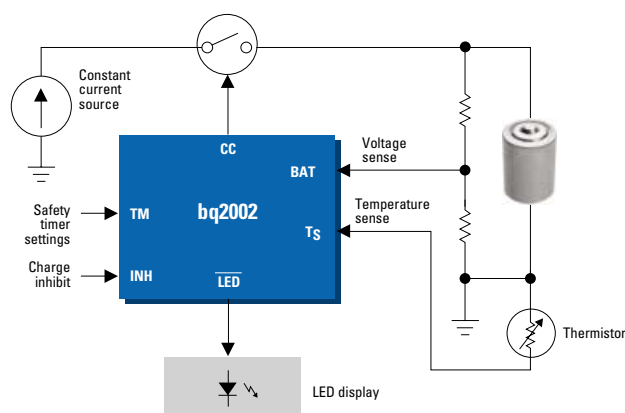 Constant
current
source
CC
Voltage
sense
BAT
Safety
timer
settings
TM
bq2002
Temperature
sense
TS
Charge
inhibit
INH
LED
Thermistor
LED display